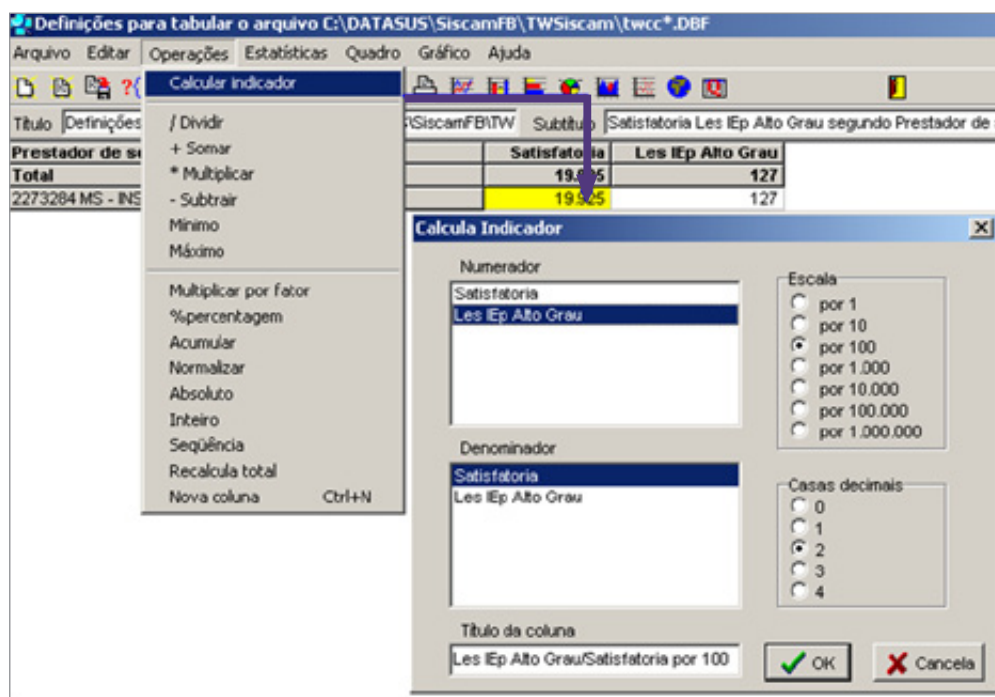 Definições para tabular o arquivo C:\DATASUS\SiscamFB\TWSiscam\twcc*.DBF
Arquivo Editar Operações Estatísticas Quadro Gráfico Ajuda
Calcular indicador
/ Dividir
+ Somar
* Multiplicar
- Subtrair
Mínimo
Máximo
Multiplicar por fator
%percentagem
Acumular
Normalizar
Absoluto
Inteiro
Seqüência
Recalcula total
Nova coluna Ctrl+N
Título Definições \SiscamFB\TW Subtítulo Satisfatoria Les IEp Alto Grau segundo Prestador de
Prestador de Satisfatoria Les IEp Alto Grau
Total 127
2273284 MS - INS 19.925 127
Calcula Indicador
Numerador
Satisfatoria
Les IEp Alto Grau
Denominador
Satisfatoria
Les IEp Alto Grau
Título da coluna
Les IEp Alto Grau/Satisfatoria por 100
Escala
por 1
por 10
por 100
por 1.000
por 10.000
por 100.000
por 1.000.000
Casas decimais
0
1
2
3
4
OK Cancela